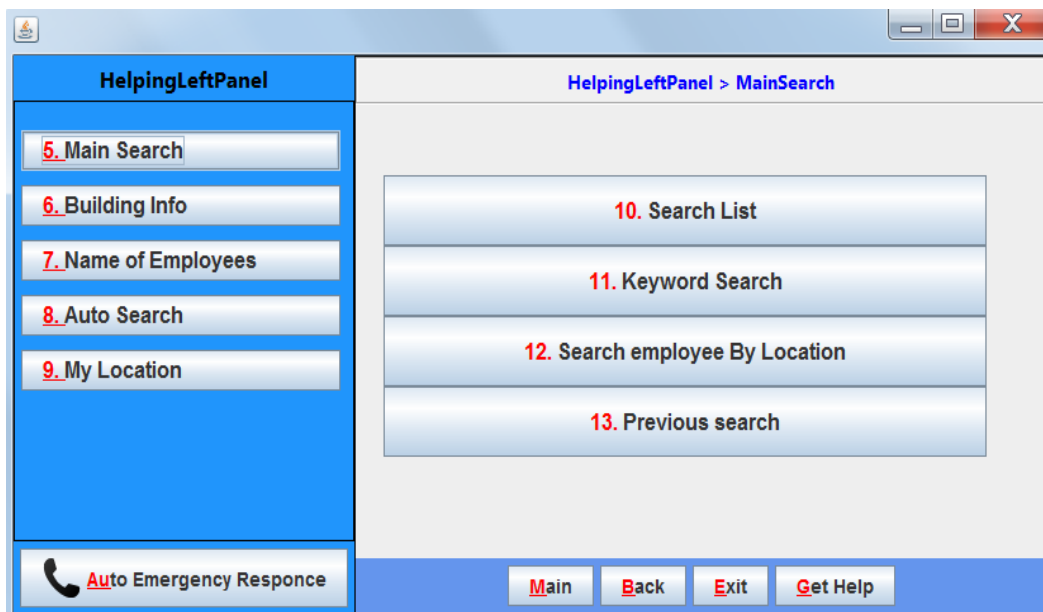 HelpingLeftPanel
5. Main Search
6. Building Info
7. Name of Employees
8. Auto Search
9. My Location
Auto Emergency Responce
HelpingLeftPanel > MainSearch
10. Search List
11. Keyword Search
12. Search employee By Location
13. Previous search
Main Back Exit Get Help